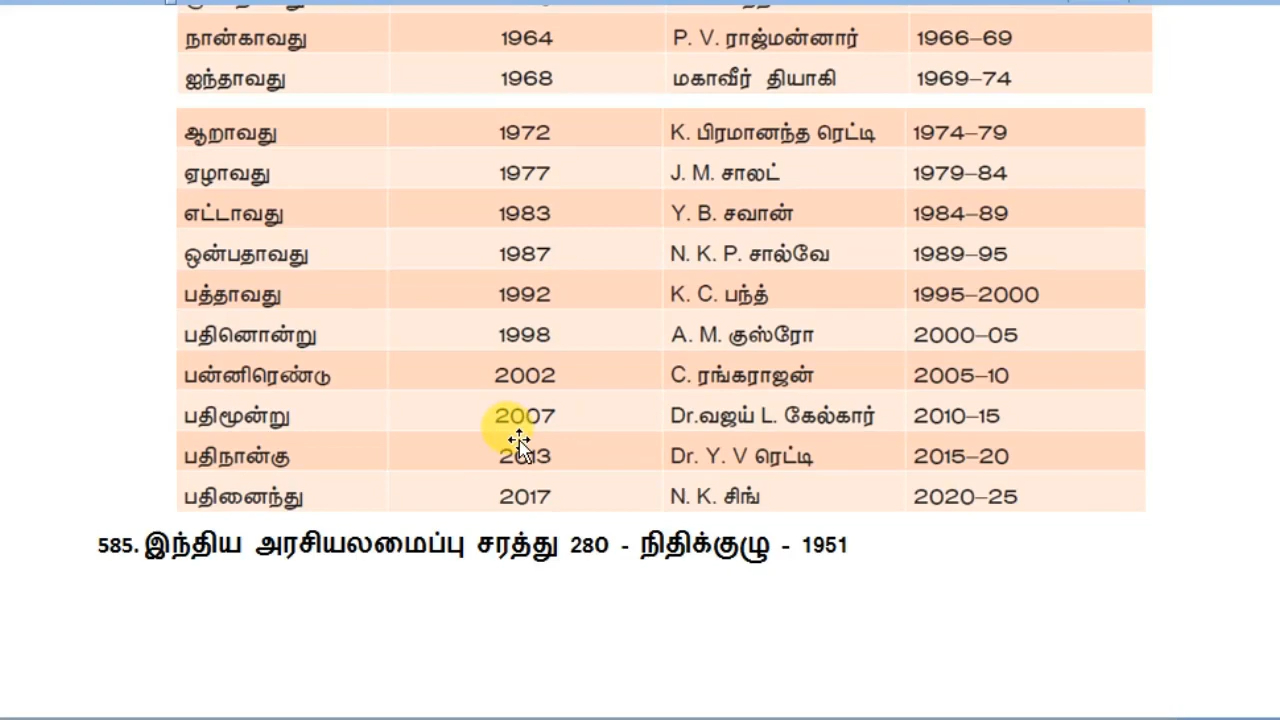 நான்காவது 1964 P. V. ராஜ்மன்னார் 1966–69
ஐந்தாவது 1968 மகாவீர் தியாகி 1969–74
ஆறாவது 1972 K. பிரமானந்த ரெட்டி 1974–79
ஏழாவது 1977 J. M. சாலட் 1979–84
எட்டாவது 1983 Y. B. சவான் 1984–89
ஒன்பதாவது 1987 N. K. P. சால்வே 1989–95
பத்தாவது 1992 K. C. பந்த் 1995–2000
பதினொன்று 1998 A. M. குஸ்ரோ 2000–05
பன்னிரெண்டு 2002 C. ரங்கராஜன் 2005–10
பதிமூன்று 2007 Dr.வஜய் L. கேல்கார் 2010–15
பதிநான்கு 2013 Dr. Y. V ரெட்டி 2015–20
பதினைந்து 2017 N. K. சிங் 2020–25
585. இந்திய அரசியலமைப்பு சரத்து 280 - நிதிக்குழு - 1951